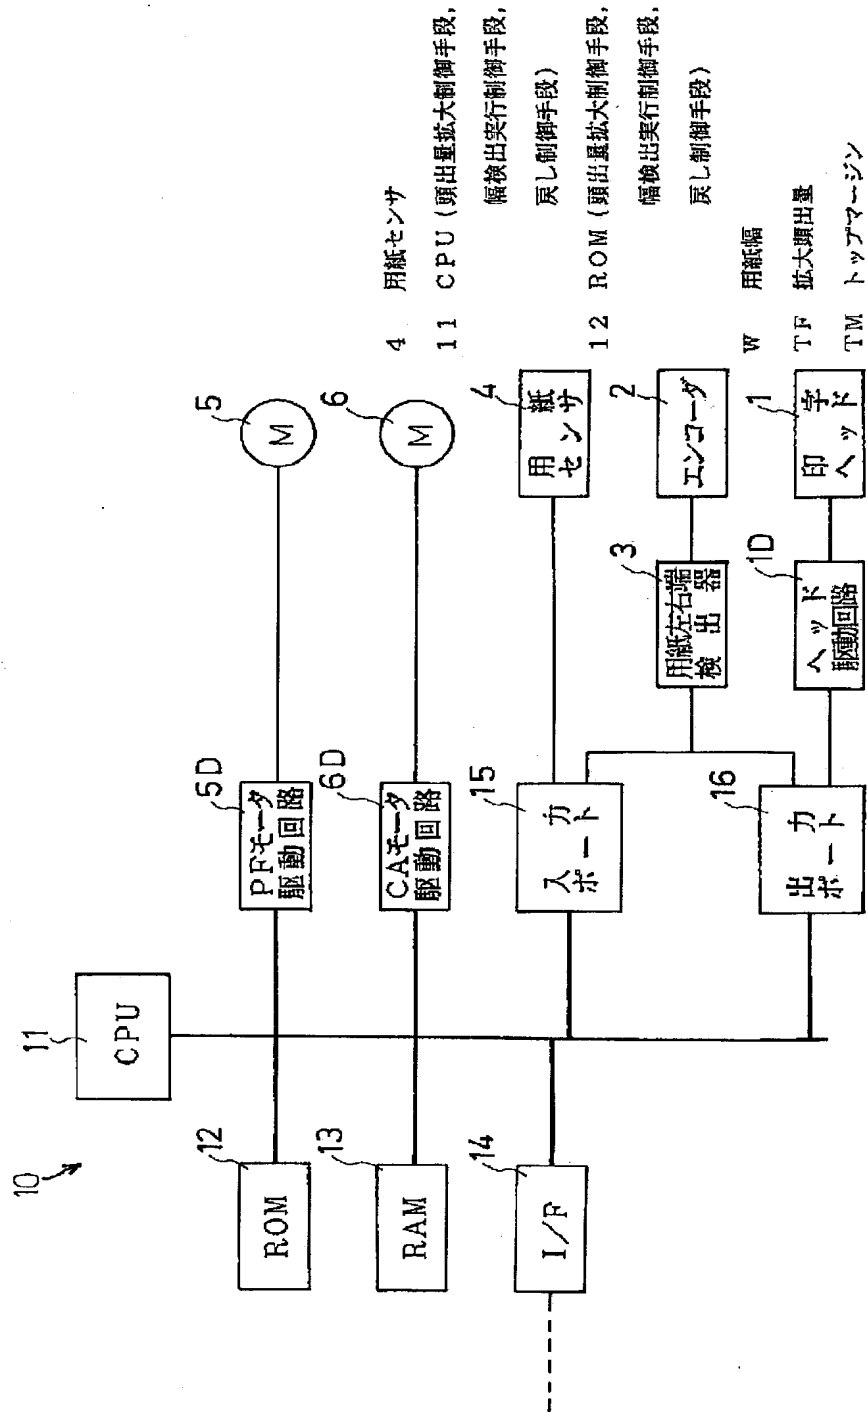 10
11
CPU
12
ROM
13
RAM
14
I/F
5D
PFモータ
駆動回路
5
M
6D
CAモータ
駆動回路
6
M
15
入力
ポート
4
用紙
センサ
3
用紙左右端
検出器
2
エンコーダ
16
出力
ポート
1D
ヘッド
駆動回路
1
印字
ヘッド
4 用紙センサ
11 CPU(頭出量拡大制御手段,
幅検出実行制御手段,
戻し制御手段)
12 ROM(頭出量拡大制御手段,
幅検出実行制御手段,
戻し制御手段)
W 用紙幅
TF 拡大頭出量
TM トップマージン